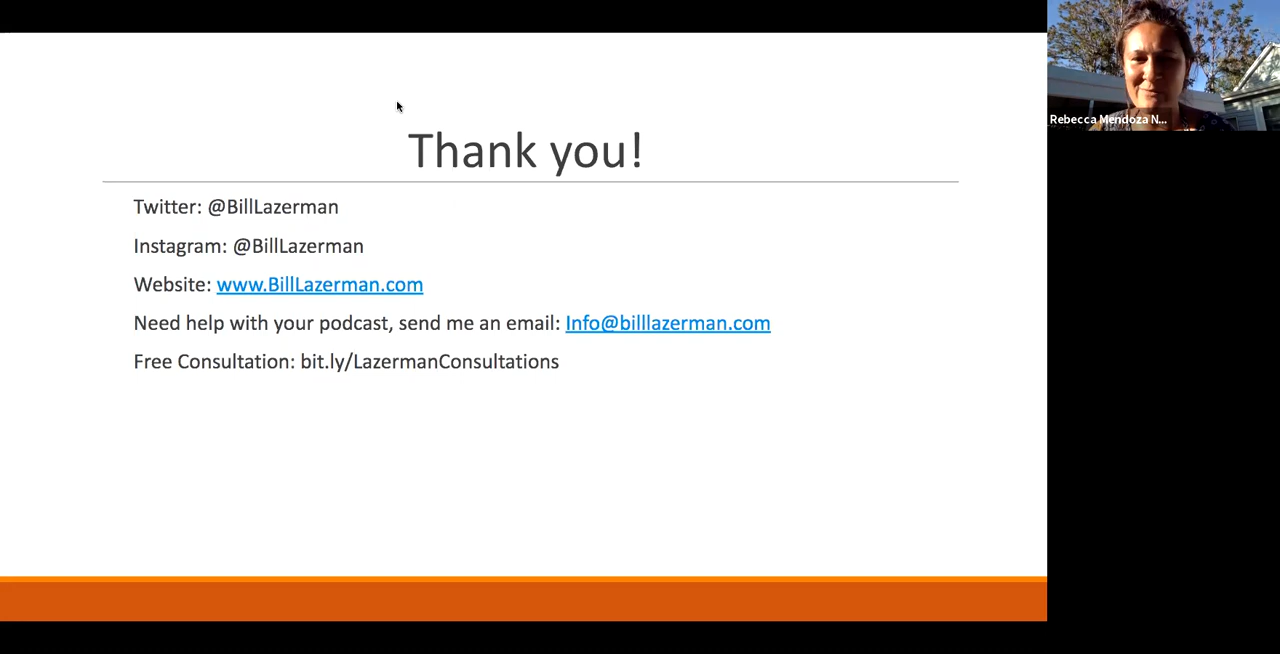 Thank you!
Twitter: @BillLazerman
Instagram: @BillLazerman
Website: www.BillLazerman.com
Need help with your podcast, send me an email: Info@billlazerman.com
Free Consultation: bit.ly/LazermanConsultations
Rebecca Mendoza N...